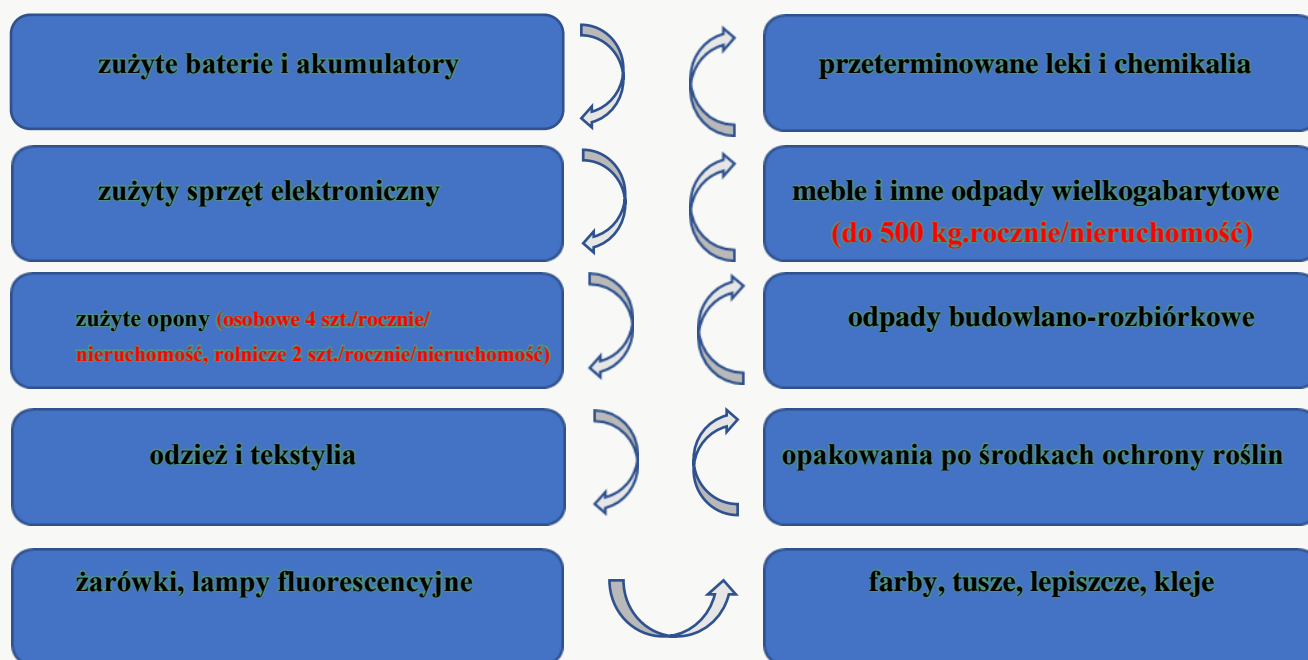 zużyte baterie i akumulatory
przeterminowane leki i chemikalia
zużyty sprzęt elektroniczny
meble i inne odpady wielkogabarytowe
(do 500 kg.rocznie/nieruchomość)
zużyte opony (osobowe 4 szt./rocznie/
nieruchomość, rolnicze 2 szt./rocznie/nieruchomość)
odpady budowlano-rozbiórkowe
odzież i tekstylia
opakowania po środkach ochrony roślin
żarówki, lampy fluorescencyjne
farby, tusze, lepiszcze, kleje